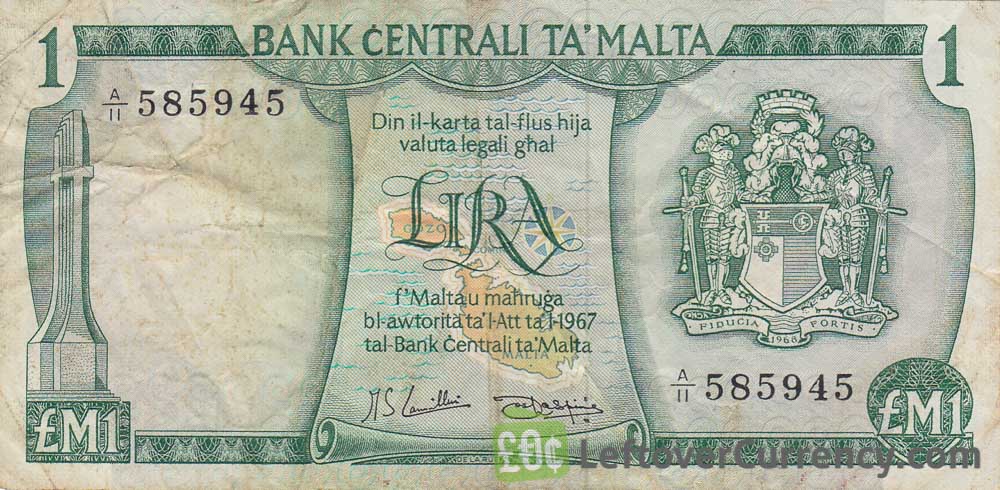 1 BANK ĊENTRALI TA' MALTA 1
A/11 585945
Din il-karta tal-flus hija
valuta legali għal
LIRA
GOZO
f'Malta u maħruġa
bl-awtorità ta' l-Att ta' l-1967
tal-Bank Ċentrali ta' Malta
MALTA
FIDUCIA FORTIS
1968
A/11 585945
£M1
£M1
LeftoverCurrency.com